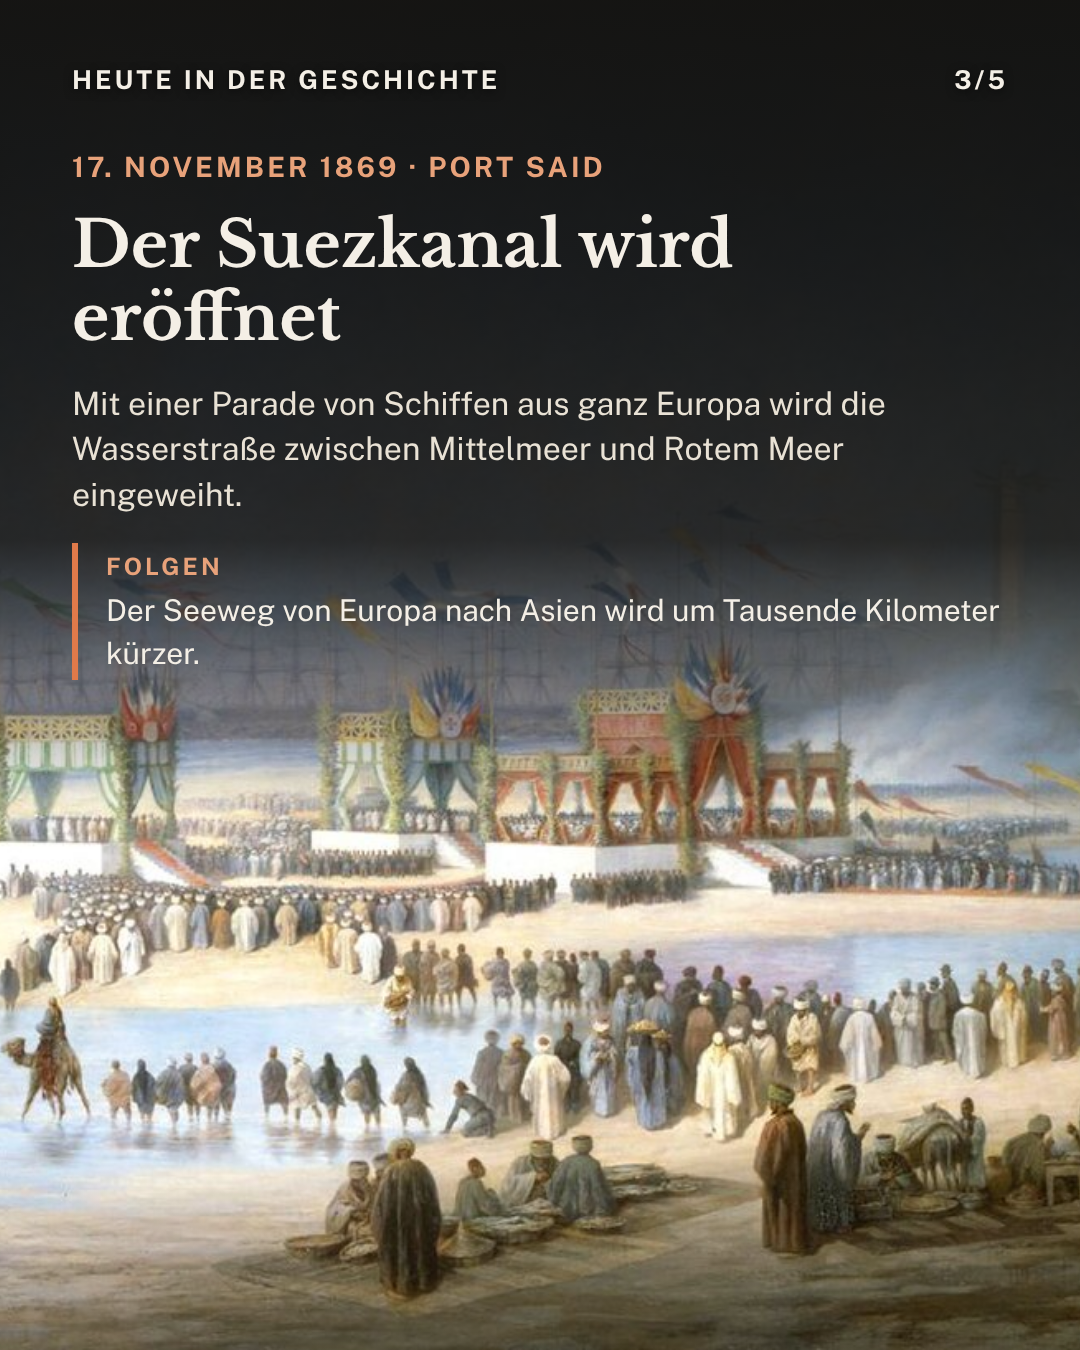 HEUTE IN DER GESCHICHTE
3/5
17. NOVEMBER 1869 · PORT SAID
Der Suezkanal wird
eröffnet
Mit einer Parade von Schiffen aus ganz Europa wird die
Wasserstraße zwischen Mittelmeer und Rotem Meer
eingeweiht.
FOLGEN
Der Seeweg von Europa nach Asien wird um Tausende Kilometer
kürzer.